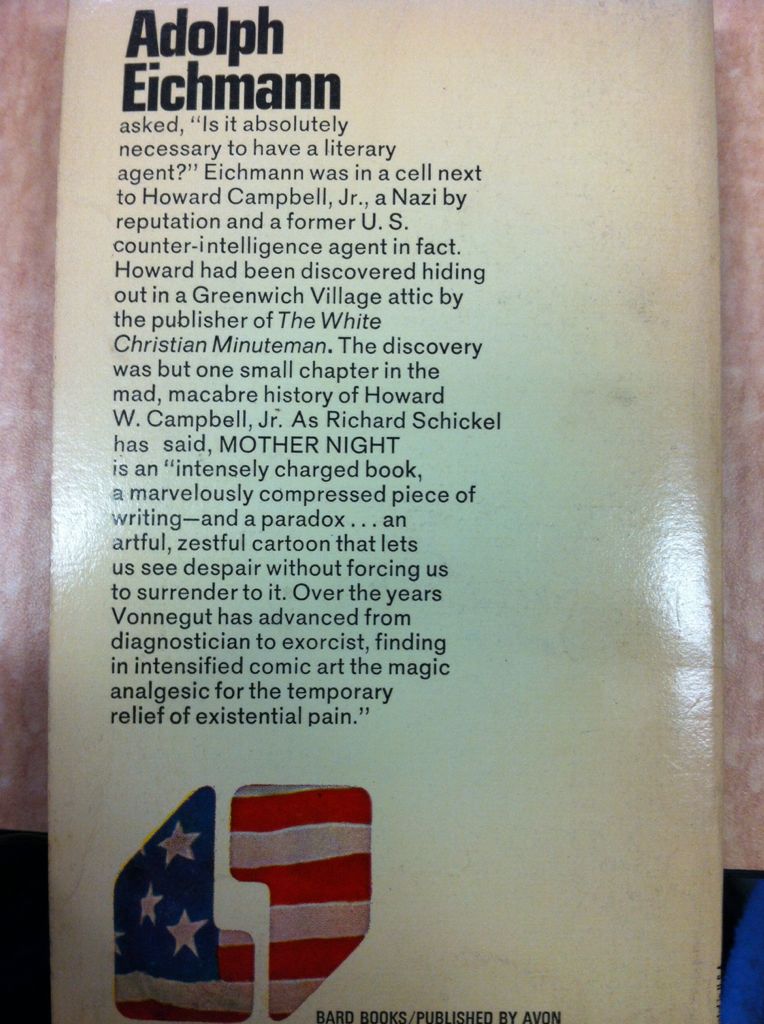 Adolph
Eichmann
asked, “Is it absolutely
necessary to have a literary
agent?” Eichmann was in a cell next
to Howard Campbell, Jr., a Nazi by
reputation and a former U. S.
counter-intelligence agent in fact.
Howard had been discovered hiding
out in a Greenwich Village attic by
the publisher of The White
Christian Minuteman. The discovery
was but one small chapter in the
mad, macabre history of Howard
W. Campbell, Jr. As Richard Schickel
has said, MOTHER NIGHT
is an “intensely charged book,
a marvelously compressed piece of
writing—and a paradox . . . an
artful, zestful cartoon that lets
us see despair without forcing us
to surrender to it. Over the years
Vonnegut has advanced from
diagnostician to exorcist, finding
in intensified comic art the magic
analgesic for the temporary
relief of existential pain.”
BARD BOOKS/PUBLISHED BY AVON